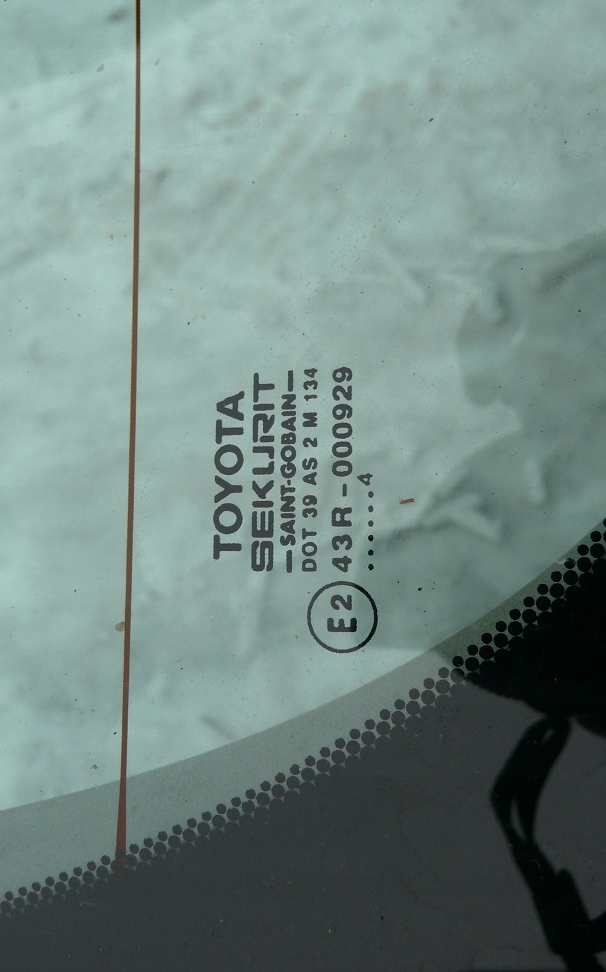 TOYOTA
SEKURIT
—SAINT-GOBAIN—
DOT 39 AS 2 M 134
E2 43R-000929
.......4